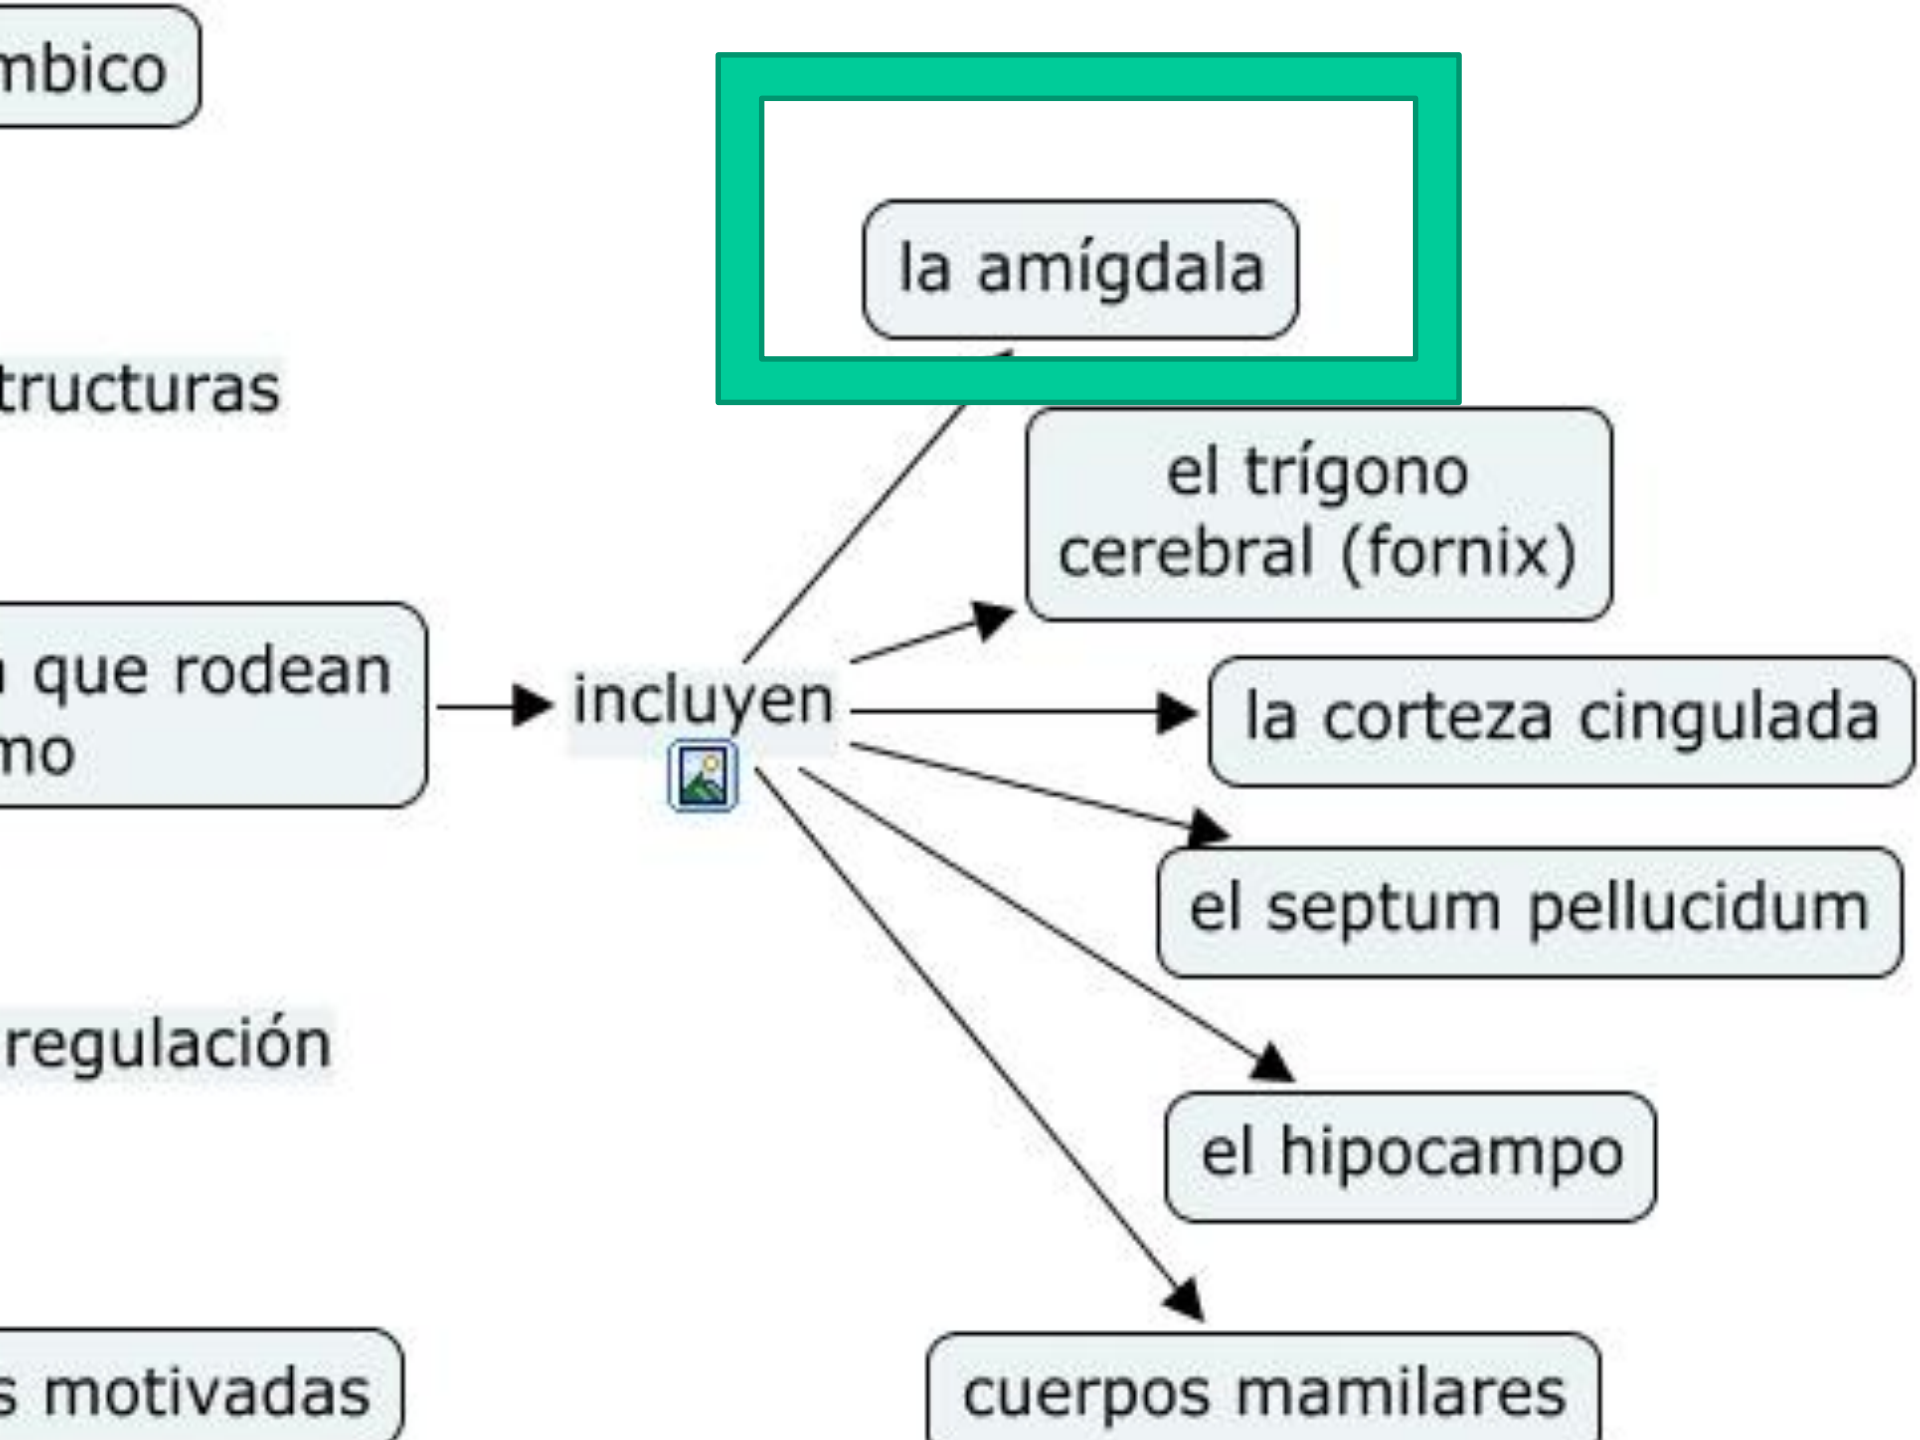 mbico
la amígdala
tructuras
el trígono
cerebral (fornix)
que rodean
mo
incluyen
la corteza cingulada
el septum pellucidum
regulación
el hipocampo
s motivadas
cuerpos mamilares